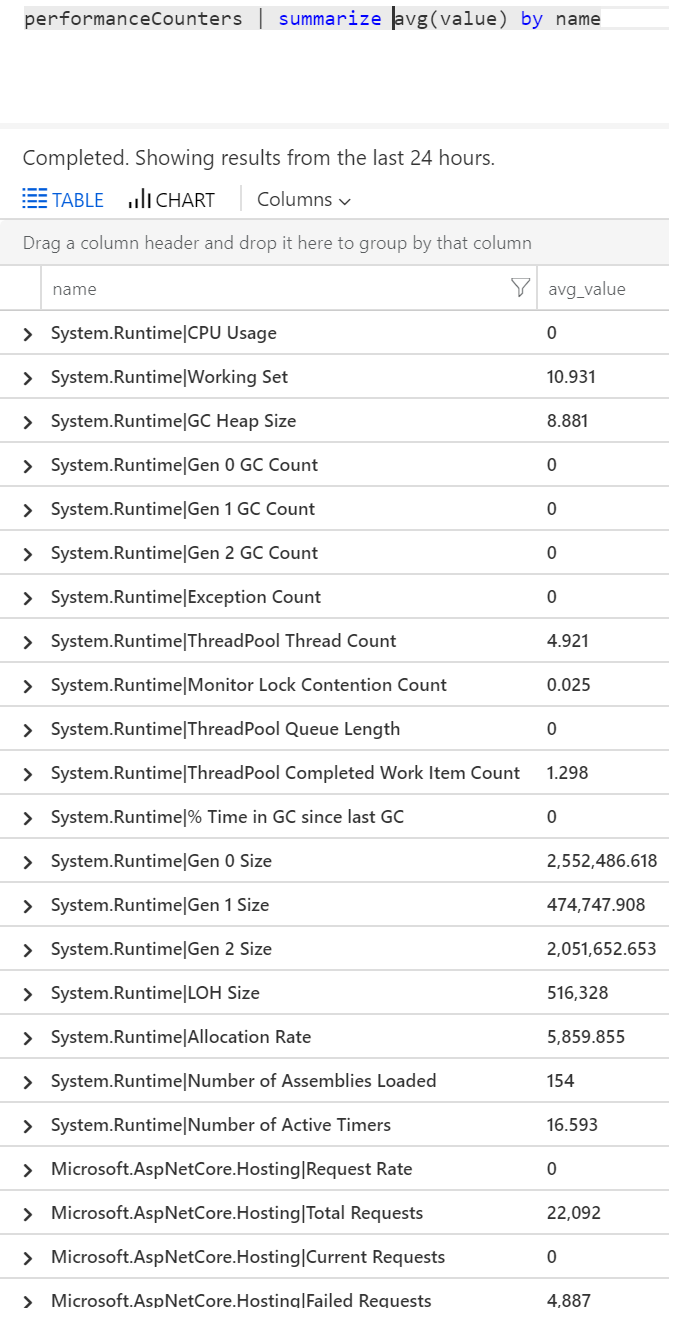 performanceCounters | summarize avg(value) by name
Completed. Showing results from the last 24 hours.
TABLE CHART Columns
Drag a column header and drop it here to group by that column
name avg_value
System.Runtime|CPU Usage 0
System.Runtime|Working Set 10.931
System.Runtime|GC Heap Size 8.881
System.Runtime|Gen 0 GC Count 0
System.Runtime|Gen 1 GC Count 0
System.Runtime|Gen 2 GC Count 0
System.Runtime|Exception Count 0
System.Runtime|ThreadPool Thread Count 4.921
System.Runtime|Monitor Lock Contention Count 0.025
System.Runtime|ThreadPool Queue Length 0
System.Runtime|ThreadPool Completed Work Item Count 1.298
System.Runtime|% Time in GC since last GC 0
System.Runtime|Gen 0 Size 2,552,486.618
System.Runtime|Gen 1 Size 474,747.908
System.Runtime|Gen 2 Size 2,051,652.653
System.Runtime|LOH Size 516,328
System.Runtime|Allocation Rate 5,859.855
System.Runtime|Number of Assemblies Loaded 154
System.Runtime|Number of Active Timers 16.593
Microsoft.AspNetCore.Hosting|Request Rate 0
Microsoft.AspNetCore.Hosting|Total Requests 22,092
Microsoft.AspNetCore.Hosting|Current Requests 0
Microsoft.AspNetCore.Hosting|Failed Requests 4,887